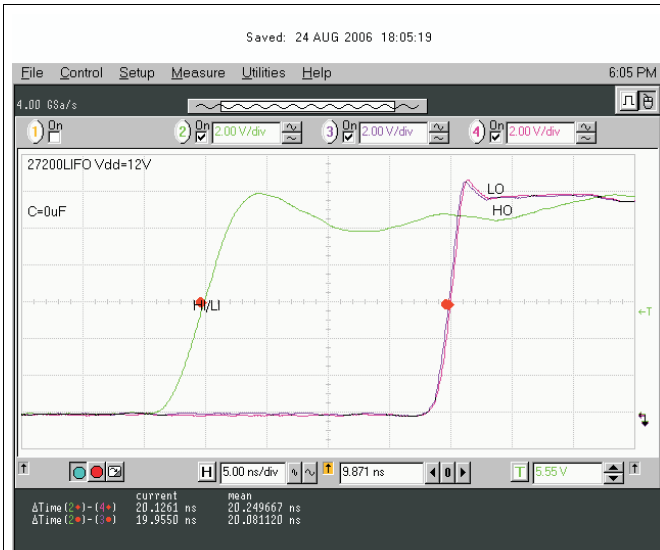 Saved: 24 AUG 2006 18:05:19
File Control Setup Measure Utilities Help 6:05 PM
4.00 GSa/s
1 On 2 On 2.00 V/div 3 On 2.00 V/div 4 On 2.00 V/div
27200LIFO Vdd=12V
LO
C=0uF
HO
HI/LI
T
H 5.00 ns/div 9.871 ns 0 T 5.55 V
current mean
ΔTime(2●)-(4●) 20.1261 ns 20.249667 ns
ΔTime(2●)-(3●) 19.9550 ns 20.081120 ns